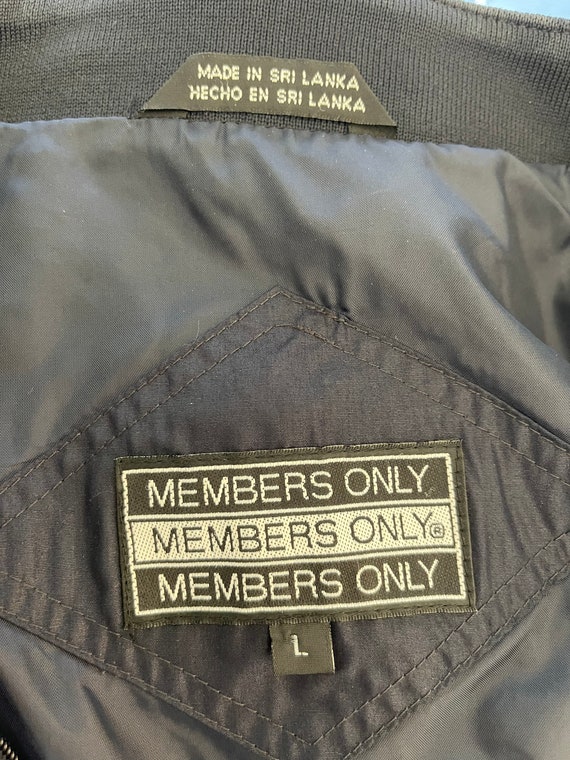 MADE IN SRI LANKA
HECHO EN SRI LANKA
MEMBERS ONLY
MEMBERS ONLY®
MEMBERS ONLY
L